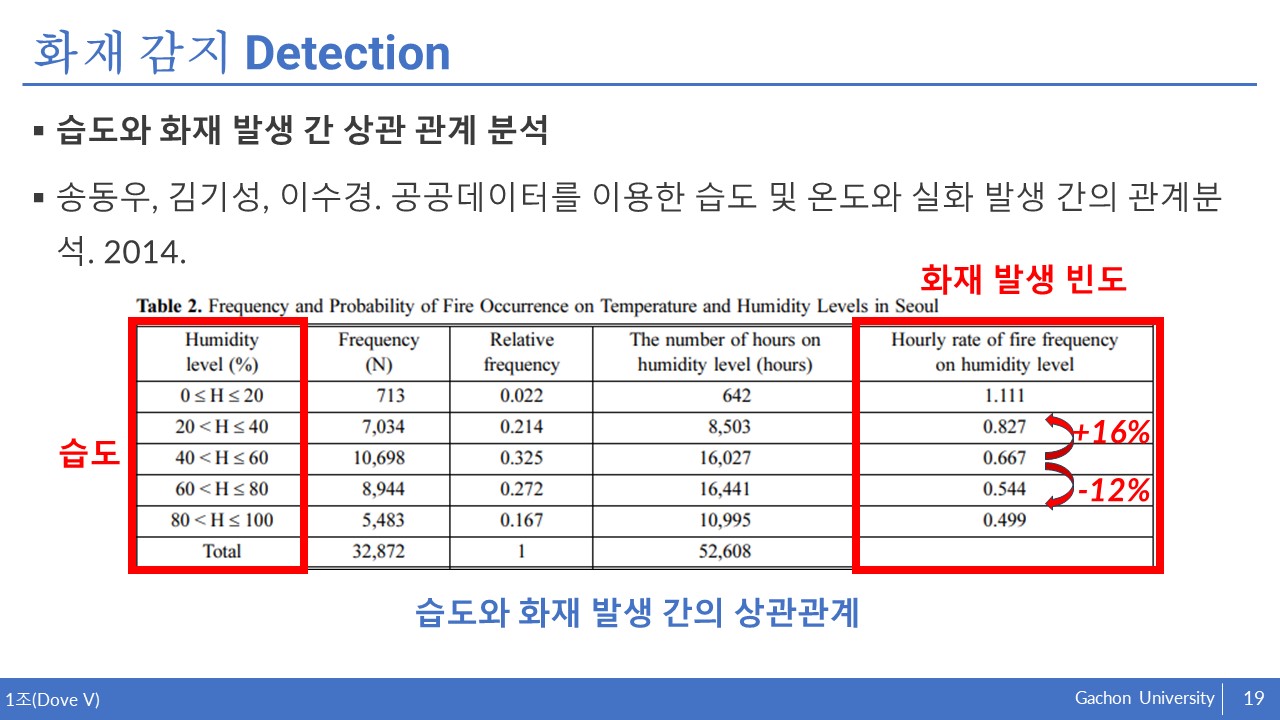 화재 감지 Detection
▪ 습도와 화재 발생 간 상관 관계 분석
▪ 송동우, 김기성, 이수경. 공공데이터를 이용한 습도 및 온도와 실화 발생 간의 관계분
석. 2014.
화재 발생 빈도
Table 2. Frequency and Probability of Fire Occurrence on Temperature and Humidity Levels in Seoul
Humidity Frequency Relative The number of hours on Hourly rate of fire frequency
level (%) (N) frequency humidity level (hours) on humidity level
0 ≤ H ≤ 20 713 0.022 642 1.111
20 < H ≤ 40 7,034 0.214 8,503 0.827
+16%
습도
40 < H ≤ 60 10,698 0.325 16,027 0.667
60 < H ≤ 80 8,944 0.272 16,441 0.544
-12%
80 < H ≤ 100 5,483 0.167 10,995 0.499
Total 32,872 1 52,608
습도와 화재 발생 간의 상관관계
1조(Dove V)
Gachon University 19